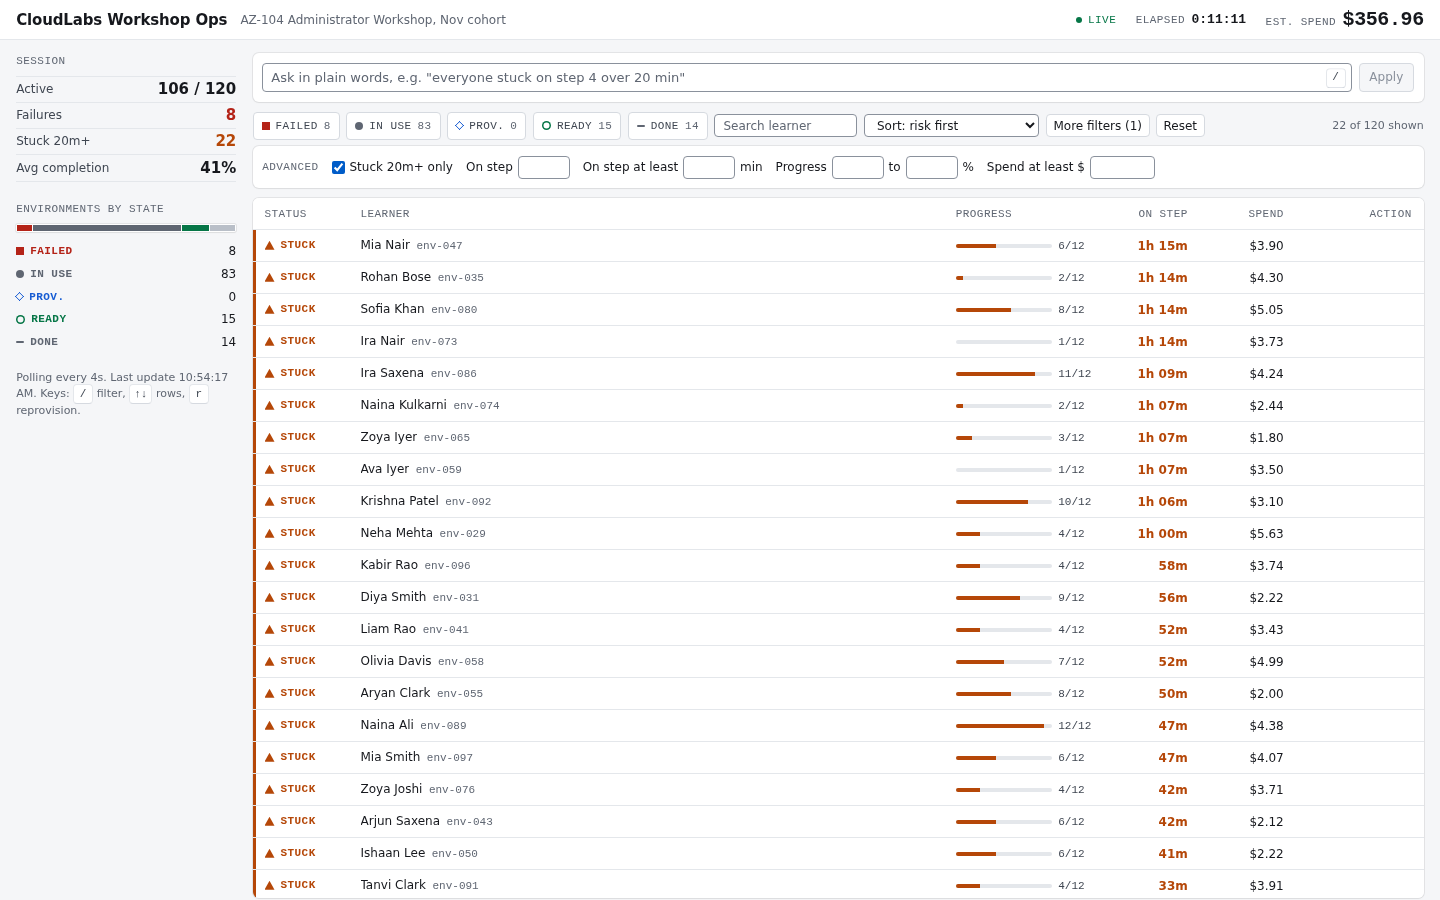 CloudLabs Workshop Ops AZ-104 Administrator Workshop, Nov cohort LIVE ELAPSED 0:11:11 EST. SPEND $356.96
SESSION
Active 106 / 120
Failures 8
Stuck 20m+ 22
Avg completion 41%
ENVIRONMENTS BY STATE
FAILED 8
IN USE 83
PROV. 0
READY 15
DONE 14
Polling every 4s. Last update 10:54:17
AM. Keys: / filter, ↑↓ rows, r
reprovision.
Ask in plain words, e.g. "everyone stuck on step 4 over 20 min" / Apply
FAILED 8 IN USE 83 PROV. 0 READY 15 DONE 14 Search learner Sort: risk first More filters (1) Reset 22 of 120 shown
ADVANCED Stuck 20m+ only On step On step at least min Progress to % Spend at least $
STATUS LEARNER PROGRESS ON STEP SPEND ACTION
STUCK Mia Nair env-047 6/12 1h 15m $3.90
STUCK Rohan Bose env-035 2/12 1h 14m $4.30
STUCK Sofia Khan env-080 8/12 1h 14m $5.05
STUCK Ira Nair env-073 1/12 1h 14m $3.73
STUCK Ira Saxena env-086 11/12 1h 09m $4.24
STUCK Naina Kulkarni env-074 2/12 1h 07m $2.44
STUCK Zoya Iyer env-065 3/12 1h 07m $1.80
STUCK Ava Iyer env-059 1/12 1h 07m $3.50
STUCK Krishna Patel env-092 10/12 1h 06m $3.10
STUCK Neha Mehta env-029 4/12 1h 00m $5.63
STUCK Kabir Rao env-096 4/12 58m $3.74
STUCK Diya Smith env-031 9/12 56m $2.22
STUCK Liam Rao env-041 4/12 52m $3.43
STUCK Olivia Davis env-058 7/12 52m $4.99
STUCK Aryan Clark env-055 8/12 50m $2.00
STUCK Naina Ali env-089 12/12 47m $4.38
STUCK Mia Smith env-097 6/12 47m $4.07
STUCK Zoya Joshi env-076 4/12 42m $3.71
STUCK Arjun Saxena env-043 6/12 42m $2.12
STUCK Ishaan Lee env-050 6/12 41m $2.22
STUCK Tanvi Clark env-091 4/12 33m $3.91